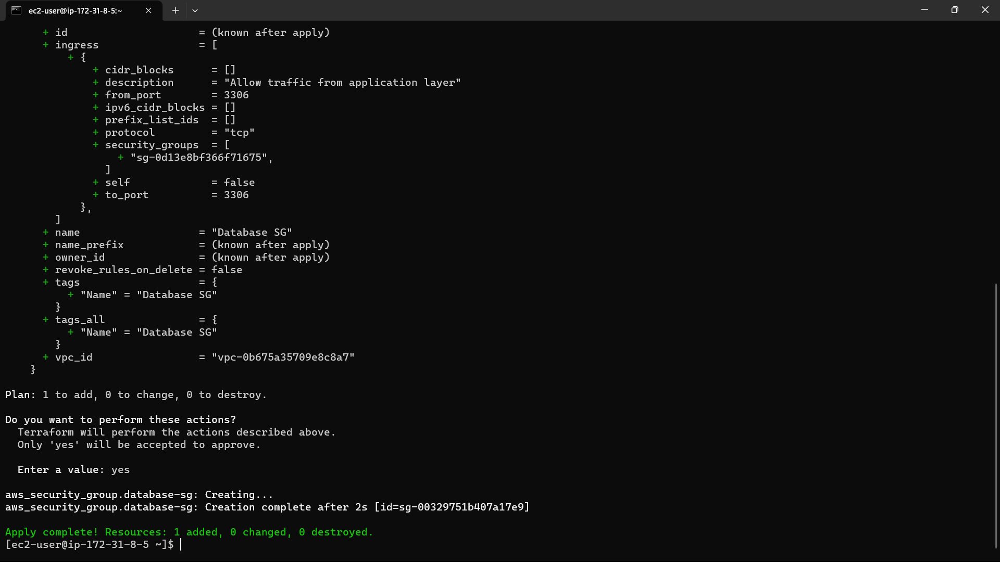 ec2-user@ip-172-31-8-5:~
+ id = (known after apply)
+ ingress = [
+ {
+ cidr_blocks = []
+ description = "Allow traffic from application layer"
+ from_port = 3306
+ ipv6_cidr_blocks = []
+ prefix_list_ids = []
+ protocol = "tcp"
+ security_groups = [
+ "sg-0d13e8bf366f71675",
]
+ self = false
+ to_port = 3306
},
]
+ name = "Database SG"
+ name_prefix = (known after apply)
+ owner_id = (known after apply)
+ revoke_rules_on_delete = false
+ tags = {
+ "Name" = "Database SG"
}
+ tags_all = {
+ "Name" = "Database SG"
}
+ vpc_id = "vpc-0b675a35709e8c8a7"
}
Plan: 1 to add, 0 to change, 0 to destroy.
Do you want to perform these actions?
Terraform will perform the actions described above.
Only 'yes' will be accepted to approve.
Enter a value: yes
aws_security_group.database-sg: Creating...
aws_security_group.database-sg: Creation complete after 2s [id=sg-00329751b407a17e9]
Apply complete! Resources: 1 added, 0 changed, 0 destroyed.
[ec2-user@ip-172-31-8-5 ~]$